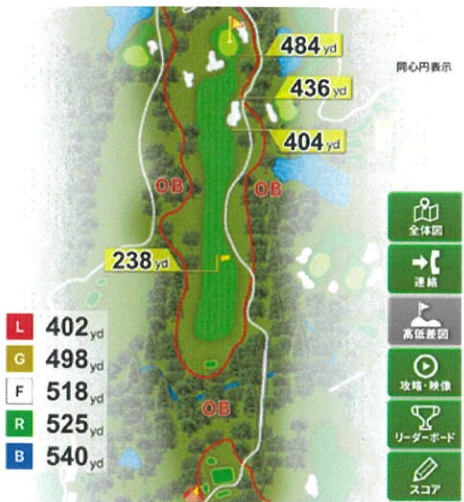 484yd
同心円表示
436yd
404yd
OB
OB
238yd
全体図
連絡
高低差図
攻略・映像
リーダーボード
スコア
L 402yd
G 498yd
F 518yd
R 525yd
B 540yd
OB